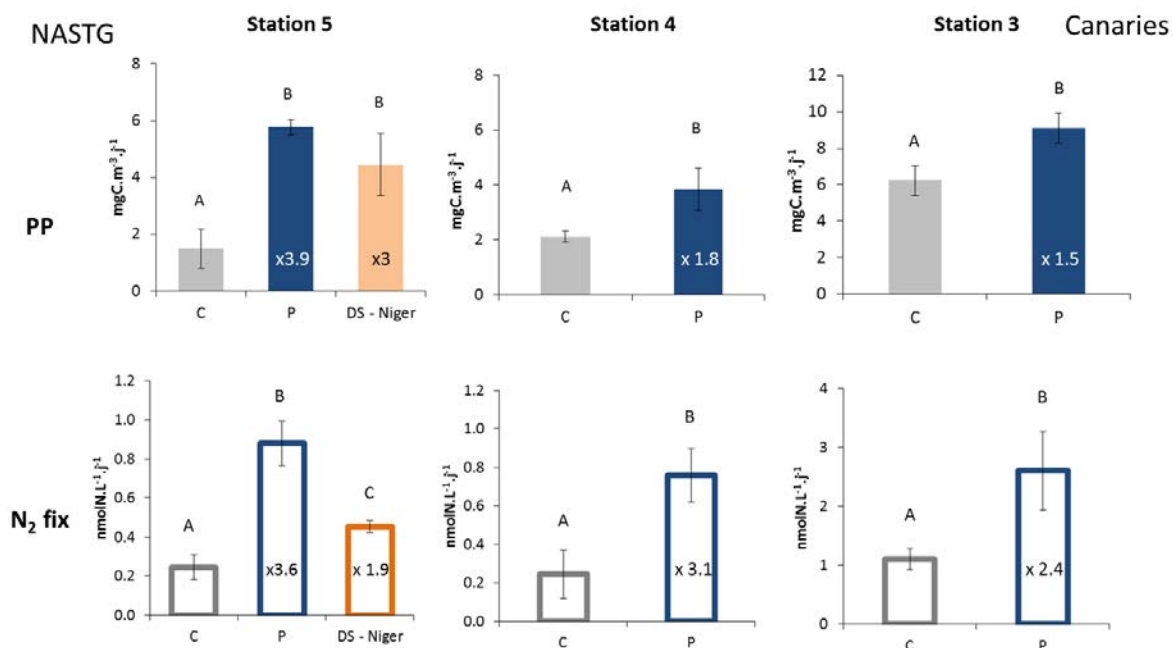 NASTG
Station 5
Station 4
Station 3
Canaries
PP
mgC.m⁻³.j⁻¹
8
6
4
2
0
A
B
B
x3.9
x3
C
P
DS - Niger
mgC.m⁻³.j⁻¹
8
6
4
2
0
A
B
x 1.8
C
P
mgC.m⁻³.j⁻¹
12
10
8
6
4
2
0
A
B
x 1.5
C
P
N₂ fix
nmolN.L⁻¹.j⁻¹
1.2
1.0
0.8
0.6
0.4
0.2
0.0
A
B
C
x3.6
x 1.9
C
P
DS - Niger
nmolN.L⁻¹.j⁻¹
1.2
1.0
0.8
0.6
0.4
0.2
0.0
A
B
x 3.1
C
P
nmolN.L⁻¹.j⁻¹
4
3
2
1
0
A
B
x 2.4
C
P